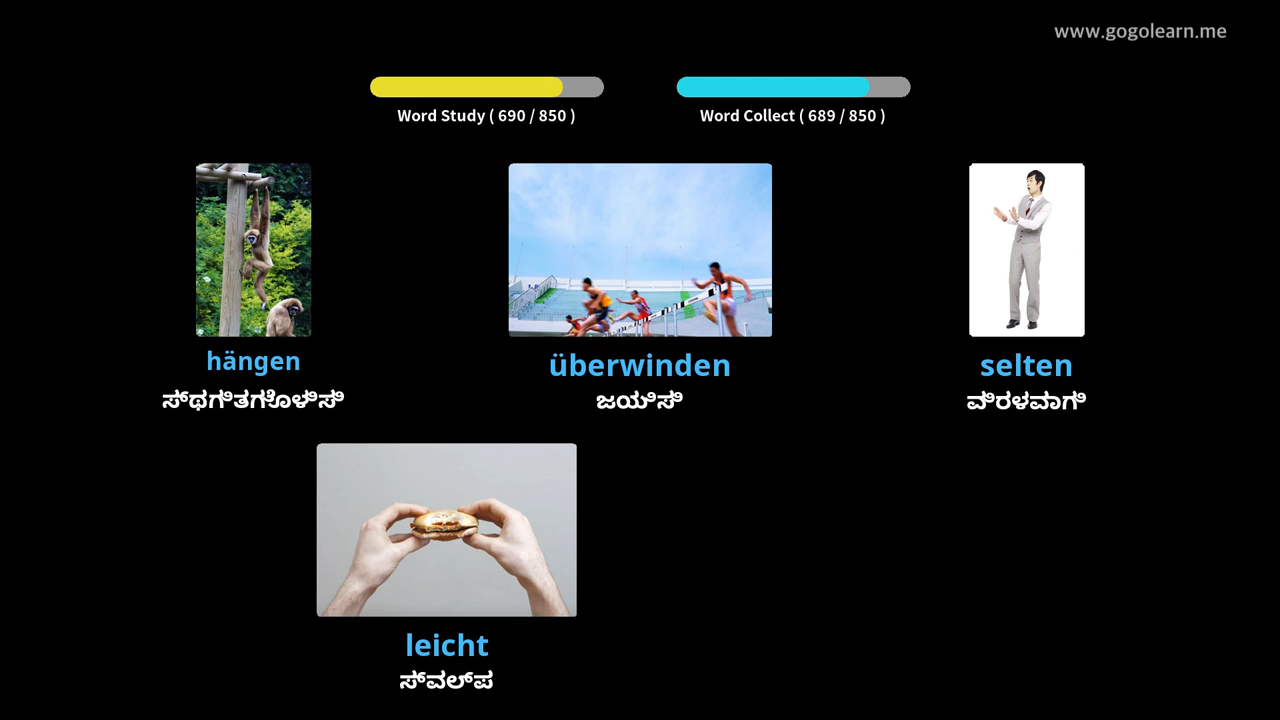 www.gogolearn.me
Word Study ( 690 / 850 )
Word Collect ( 689 / 850 )
hängen
ಸ್ಥಗಿತಗೊಳಿಸಿ
überwinden
ಜಯಿಸಿ
selten
ವಿರಳವಾಗಿ
leicht
ಸ್ವಲ್ಪ